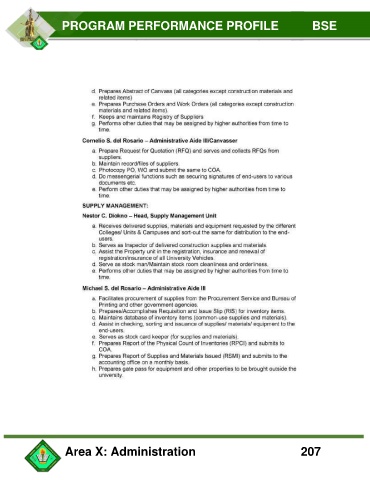 PROGRAM PERFORMANCE PROFILE BSE
d. Prepares Abstract of Canvass (all categories except construction materials and
related items)
e. Prepares Purchase Orders and Work Orders (all categories except construction
materials and related items).
f. Keeps and maintains Registry of Suppliers
g. Performs other duties that may be assigned by higher authorities from time to
time.
Cornelio S. del Rosario – Administrative Aide III/Canvasser
a. Prepare Request for Quotation (RFQ) and serves and collects RFQs from
suppliers.
b. Maintain record/files of suppliers.
c. Photocopy PO, WO and submit the same to COA.
d. Do messengerial functions such as securing signatures of end-users to various
documents etc.
e. Perform other duties that may be assigned by higher authorities from time to
time.
SUPPLY MANAGEMENT:
Nestor C. Diokno – Head, Supply Management Unit
a. Receives delivered supplies, materials and equipment requested by the different
Colleges/ Units & Campuses and sort-out the same for distribution to the end-
users.
b. Serves as Inspector of delivered construction supplies and materials
c. Assist the Property unit in the registration, insurance and renewal of
registration/insurance of all University Vehicles.
d. Serve as stock man/Maintain stock room cleanliness and orderliness.
e. Performs other duties that may be assigned by higher authorities from time to
time.
Michael S. del Rosario – Administrative Aide III
a. Facilitates procurement of supplies from the Procurement Service and Bureau of
Printing and other government agencies.
b. Prepares/Accomplishes Requisition and Issue Slip (RIS) for inventory items.
c. Maintains database of inventory items (common-use supplies and materials).
d. Assist in checking, sorting and issuance of supplies/ materials/ equipment to the
end-users.
e. Serves as stock card keeper (for supplies and materials).
f. Prepares Report of the Physical Count of Inventories (RPCI) and submits to
COA.
g. Prepares Report of Supplies and Materials Issued (RSMI) and submits to the
accounting office on a monthly basis.
h. Prepares gate pass for equipment and other properties to be brought outside the
university.
Area X: Administration 207